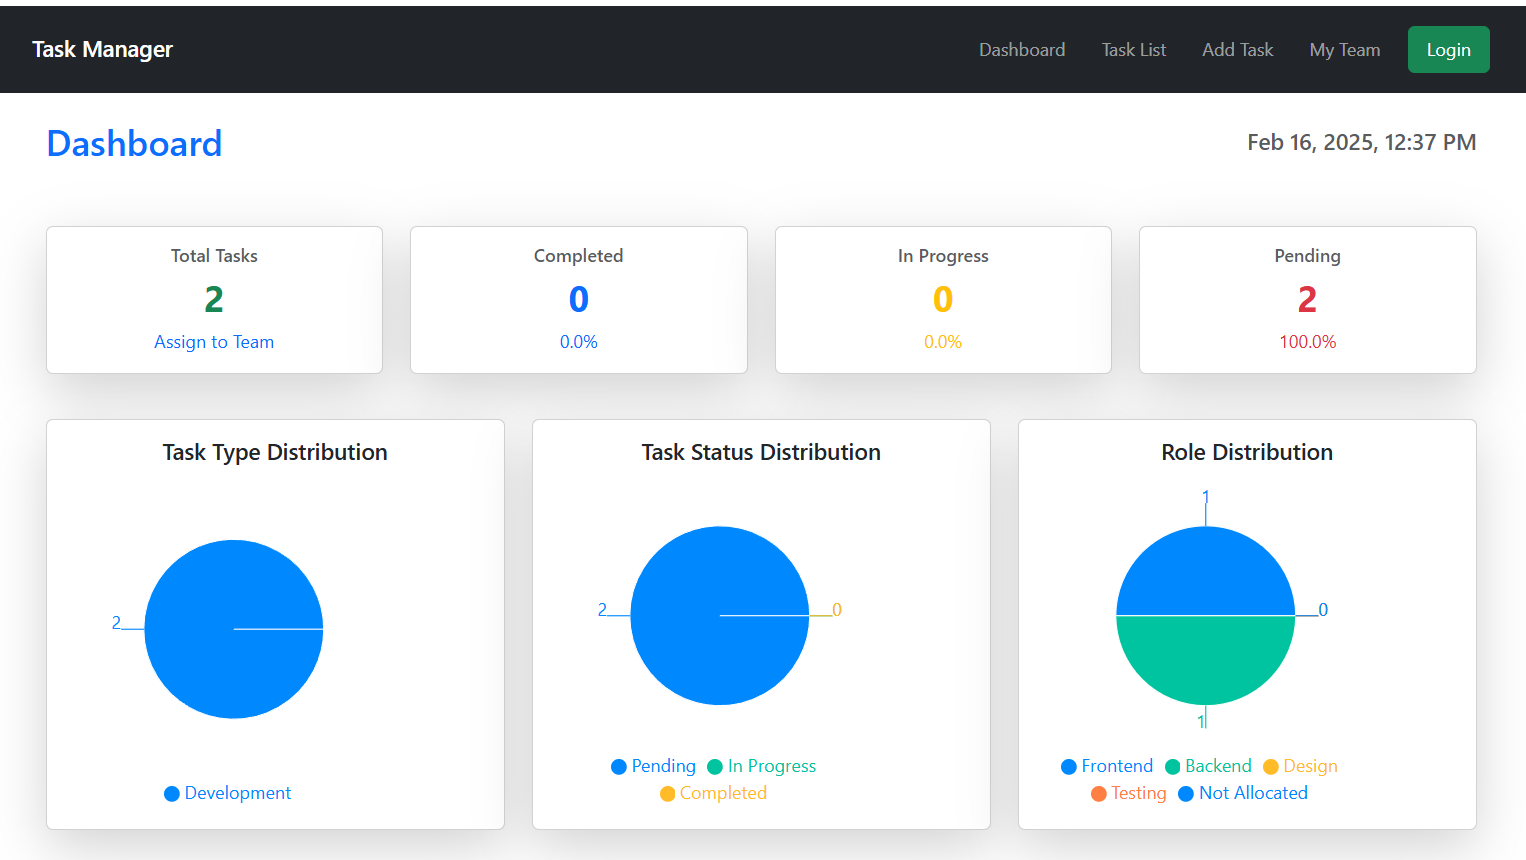 Task Manager
Dashboard Task List Add Task My Team Login
Dashboard
Feb 16, 2025, 12:37 PM
Total Tasks
2
Assign to Team
Completed
0
0.0%
In Progress
0
0.0%
Pending
2
100.0%
Task Type Distribution
2
Development
Task Status Distribution
2
0
Pending In Progress
Completed
Role Distribution
1
0
1
Frontend Backend Design
Testing Not Allocated